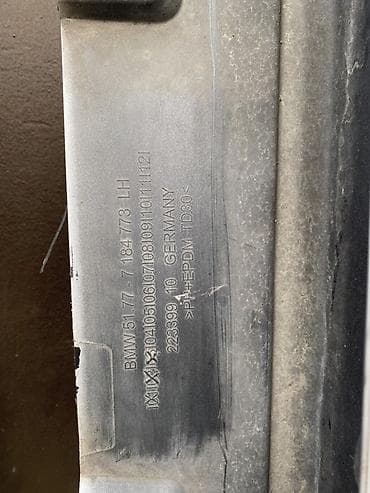 BMW 51.77 - 7 184 773 LH
|04|05|06|07|08|09|10|11|12|
223399 10 GERMANY
>PP+EPDM TD30<